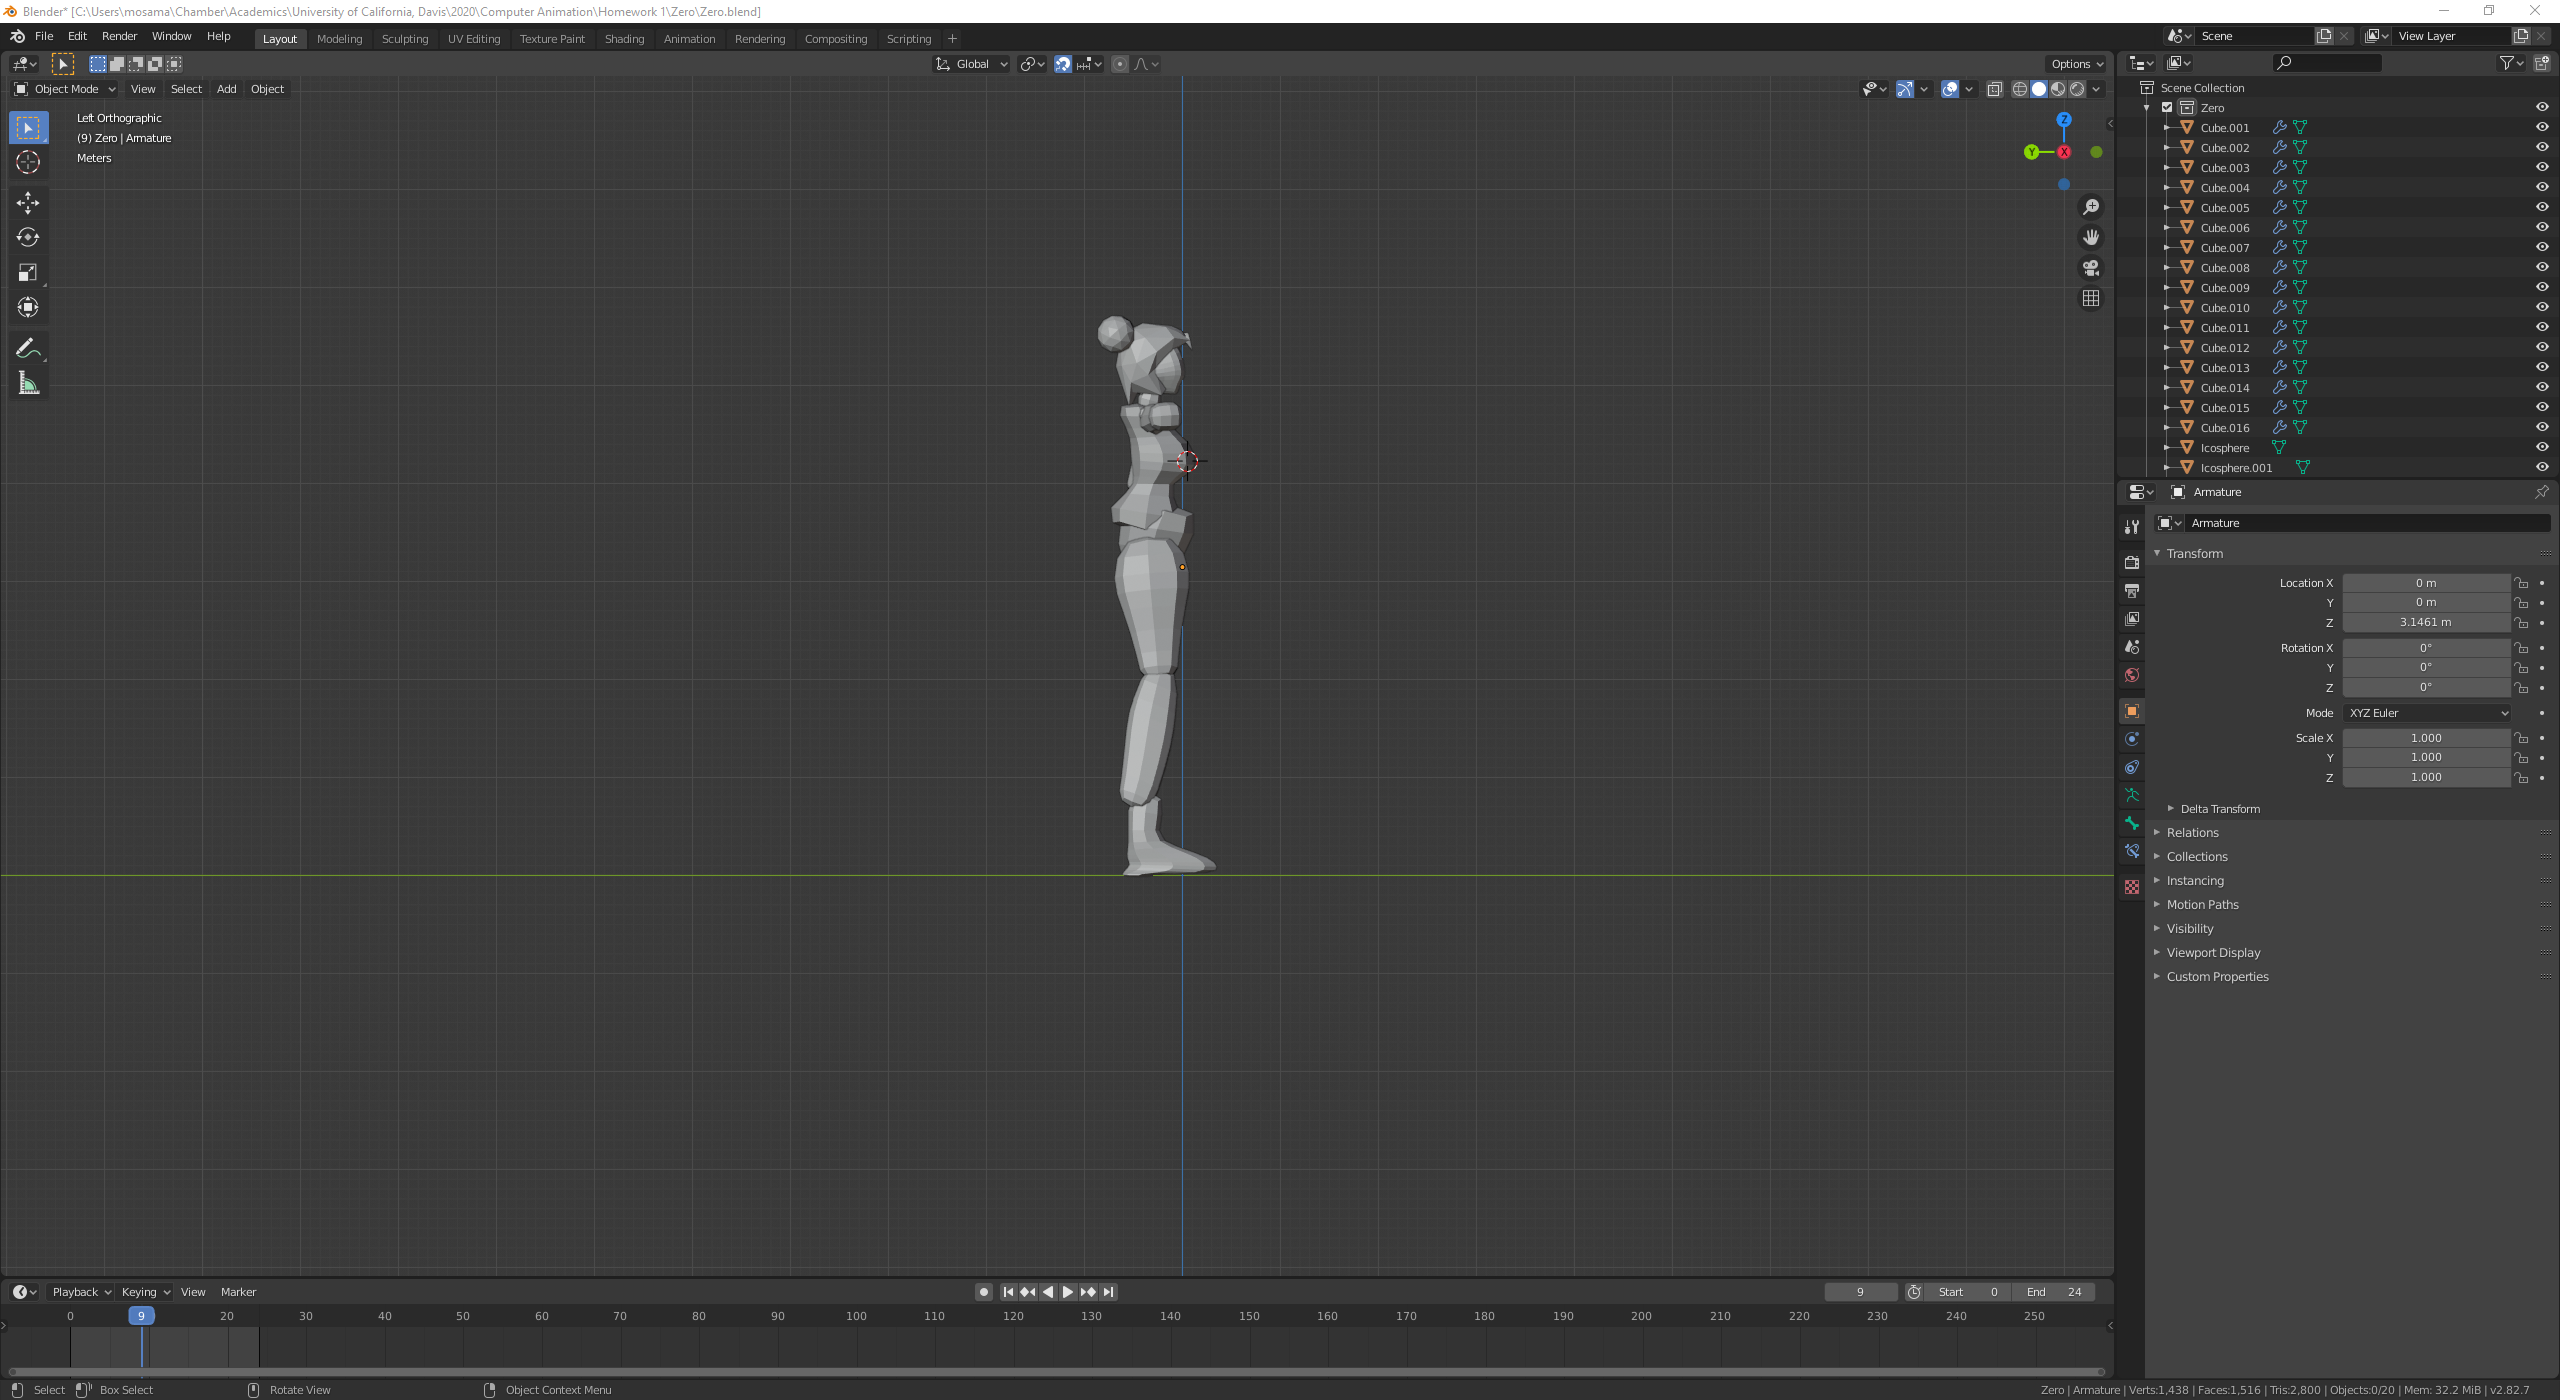 Blender* [C:\Users\mosama\Chamber\Academics\University of California, Davis\2020\Computer Animation\Homework 1\Zero\Zero.blend]
File Edit Render Window Help Layout Modeling Sculpting UV Editing Texture Paint Shading Animation Rendering Compositing Scripting + Scene View Layer
Global Options
Object Mode View Select Add Object
Left Orthographic
(9) Zero | Armature
Meters
Z
Y
X
Scene Collection
Zero
Cube.001
Cube.002
Cube.003
Cube.004
Cube.005
Cube.006
Cube.007
Cube.008
Cube.009
Cube.010
Cube.011
Cube.012
Cube.013
Cube.014
Cube.015
Cube.016
Icosphere
Icosphere.001
Armature
Armature
Transform
Location X 0 m
Y 0 m
Z 3.1461 m
Rotation X 0°
Y 0°
Z 0°
Mode XYZ Euler
Scale X 1.000
Y 1.000
Z 1.000
Delta Transform
Relations
Collections
Instancing
Motion Paths
Visibility
Viewport Display
Custom Properties
Playback Keying View Marker 9 Start 0 End 24
0 9 20 30 40 50 60 70 80 90 100 110 120 130 140 150 160 170 180 190 200 210 220 230 240 250
Select Box Select Rotate View Object Context Menu Zero | Armature | Verts:1,438 | Faces:1,516 | Tris:2,800 | Objects:0/20 | Mem: 32.2 MiB | v2.82.7